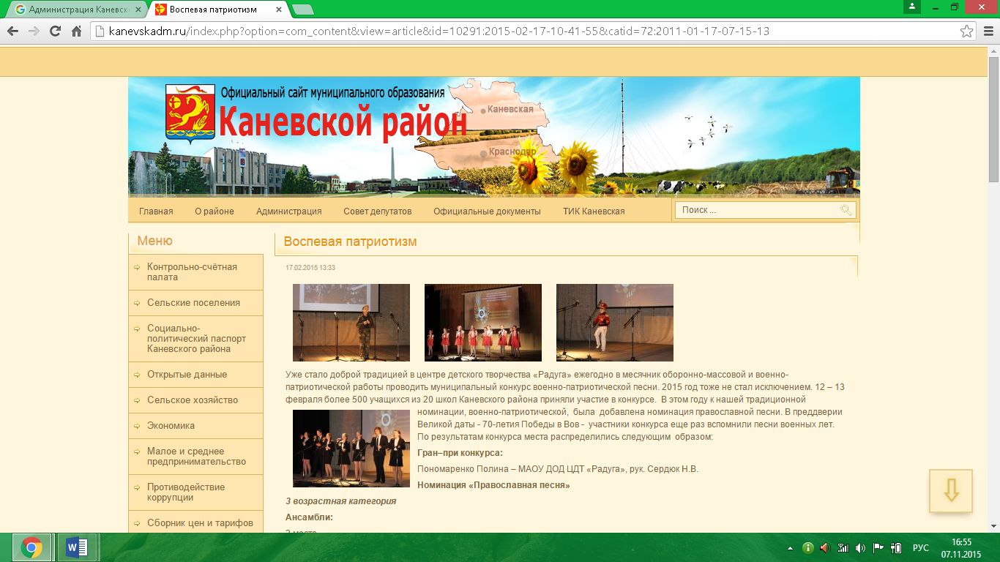 Администрация Каневск
Воспевая патриотизм
kanevskadm.ru/index.php?option=com_content&view=article&id=10291:2015-02-17-10-41-55&catid=72:2011-01-17-07-15-13
Официальный сайт муниципального образования
Каневской район
Каневская
Краснодар
Главная
О районе
Администрация
Совет депутатов
Официальные документы
ТИК Каневская
Поиск ...
Меню
Контрольно-счётная
палата
Сельские поселения
Социально-
политический паспорт
Каневского района
Открытые данные
Сельское хозяйство
Экономика
Малое и среднее
предпринимательство
Противодействие
коррупции
Сборник цен и тарифов
Воспевая патриотизм
17.02.2015 13:33
Уже стало доброй традицией в центре детского творчества «Радуга» ежегодно в месячник оборонно-массовой и военно-
патриотической работы проводить муниципальный конкурс военно-патриотической песни. 2015 год тоже не стал исключением. 12 – 13
февраля более 500 учащихся из 20 школ Каневского района приняли участие в конкурсе.  В этом году к нашей традиционной
номинации, военно-патриотической,  была  добавлена номинация православной песни. В преддверии
Великой даты - 70-летия Победы в Вов -  участники конкурса еще раз вспомнили песни военных лет.
По результатам конкурса места распределились следующим  образом:
Гран–при конкурса:
Пономаренко Полина – МАОУ ДОД ЦДТ «Радуга», рук. Сердюк Н.В.
Номинация «Православная песня»
3 возрастная категория
Ансамбли:
РУС
16:55
07.11.2015